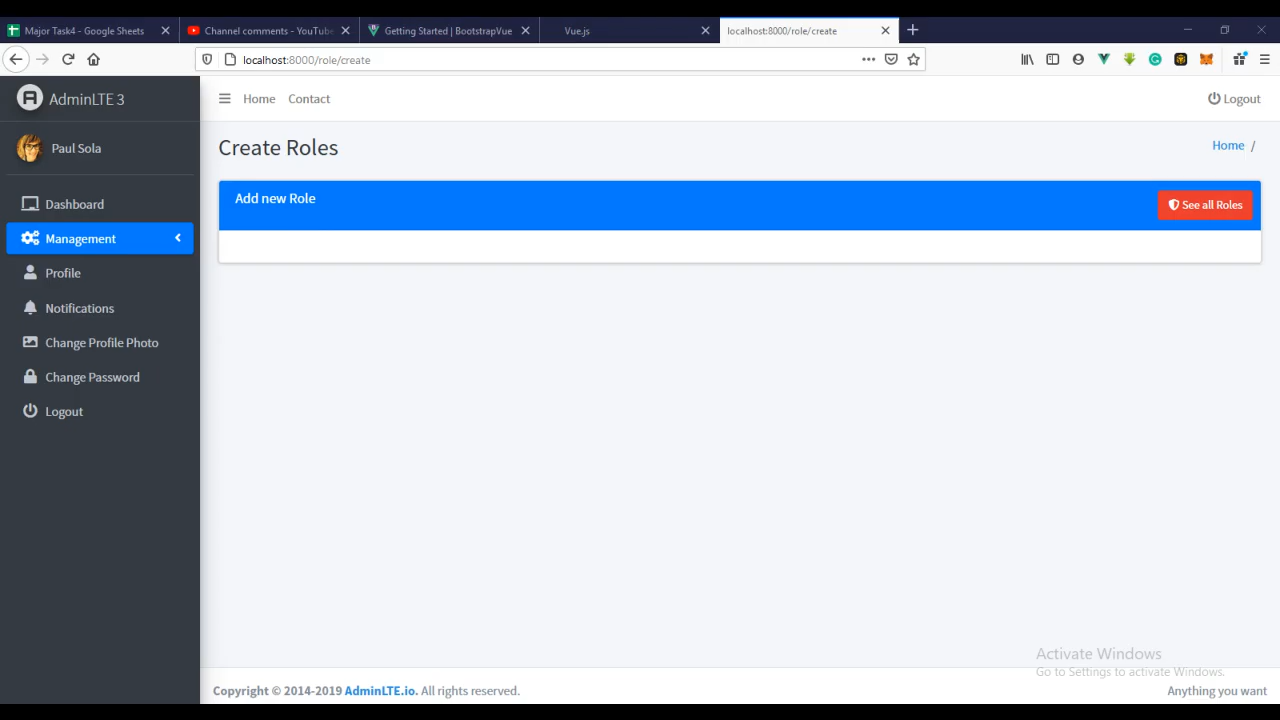 Major Task4 - Google Sheets
Channel comments - YouTube
Getting Started | BootstrapVue
Vue.js
localhost:8000/role/create
localhost:8000/role/create
AdminLTE 3
Home Contact
Logout
Paul Sola
Create Roles
Home /
Add new Role
See all Roles
Dashboard
Management
Profile
Notifications
Change Profile Photo
Change Password
Logout
Activate Windows
Go to Settings to activate Windows.
Copyright © 2014-2019 AdminLTE.io. All rights reserved.
Anything you want